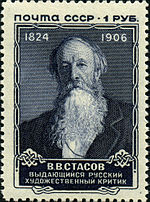 ПОЧТА СССР · 1 РУБ.
1824 1906
В.В.СТАСОВ
ВЫДАЮЩИЙСЯ РУССКИЙ
ХУДОЖЕСТВЕННЫЙ КРИТИК